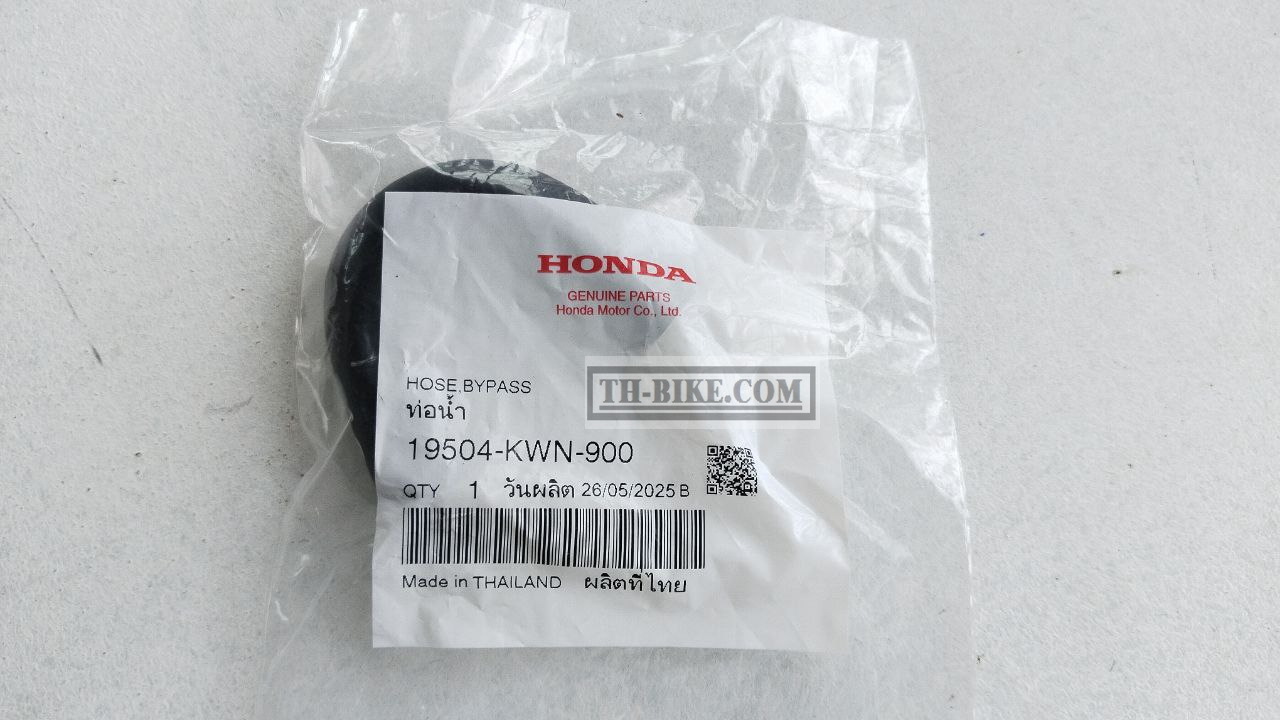 HONDA
GENUINE PARTS
Honda Motor Co., Ltd.
HOSE,BYPASS
TH-BIKE.COM
ท่อน้ำ
19504-KWN-900
QTY 1 วันผลิต 26/05/2025 B
Made in THAILAND ผลิตที่ไทย